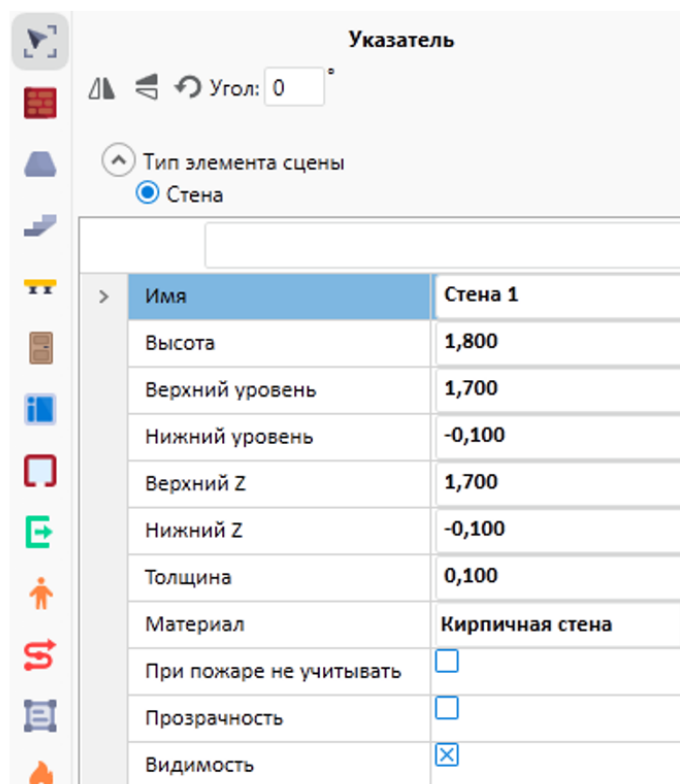 Указатель
Угол: 0 °
Тип элемента сцены
Стена
Имя Стена 1
Высота 1,800
Верхний уровень 1,700
Нижний уровень -0,100
Верхний Z 1,700
Нижний Z -0,100
Толщина 0,100
Материал Кирпичная стена
При пожаре не учитывать
Прозрачность
Видимость